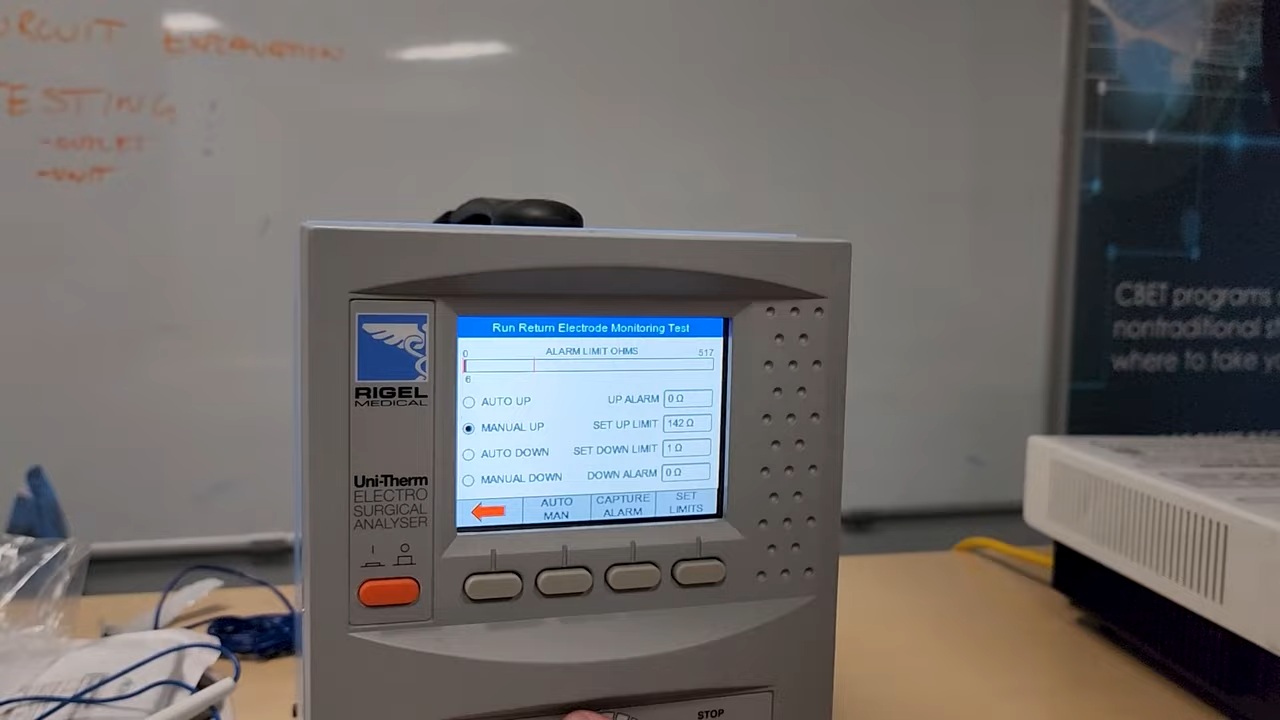 TESTING
-OUTLET
-UNIT
Run Return Electrode Monitoring Test
ALARM LIMIT OHMS
0
517
6
AUTO UP
UP ALARM
0 Ω
MANUAL UP
SET UP LIMIT
142 Ω
AUTO DOWN
SET DOWN LIMIT
1 Ω
MANUAL DOWN
DOWN ALARM
0 Ω
AUTO
MAN
CAPTURE
ALARM
SET
LIMITS
RIGEL
MEDICAL
Uni-Therm
ELECTRO
SURGICAL
ANALYSER
STOP
CBET programs
nontraditional
where to take